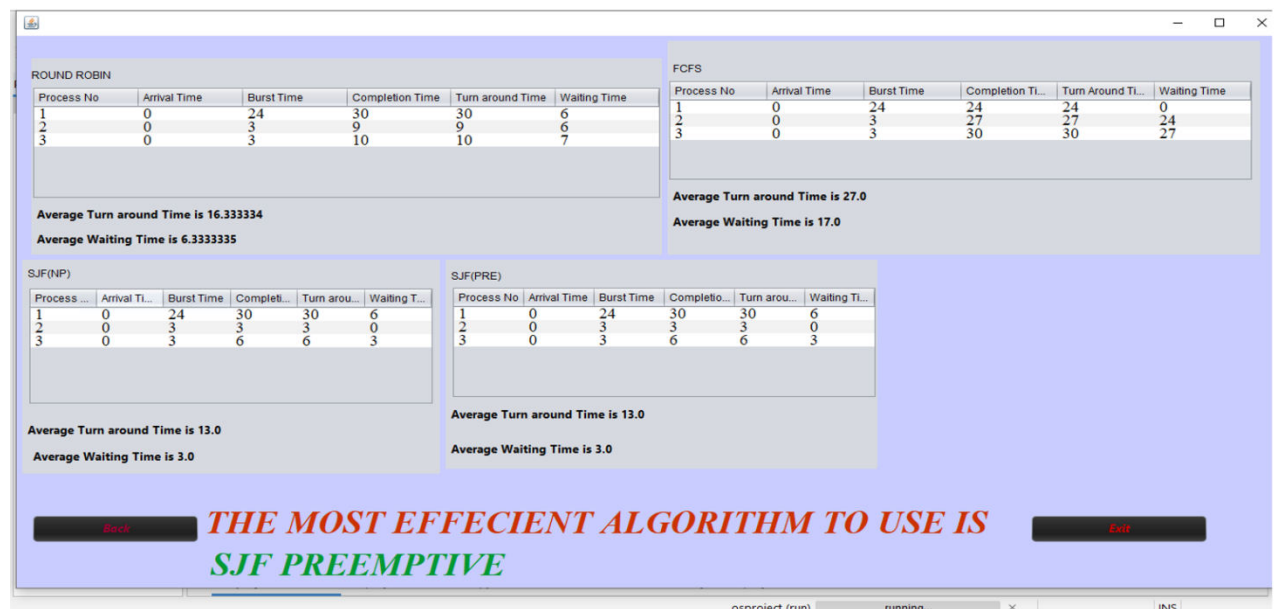 ROUND ROBIN
Process No Arrival Time Burst Time Completion Time Turn around Time Waiting Time
1 0 24 30 30 6
2 0 3 9 9 6
3 0 3 10 10 7
Average Turn around Time is 16.333334
Average Waiting Time is 6.3333335
FCFS
Process No Arrival Time Burst Time Completion Ti... Turn Around Ti... Waiting Time
1 0 24 24 24 0
2 0 3 27 27 24
3 0 3 30 30 27
Average Turn around Time is 27.0
Average Waiting Time is 17.0
SJF(NP)
Process ... Arrival Ti... Burst Time Completi... Turn arou... Waiting T...
1 0 24 30 30 6
2 0 3 3 3 0
3 0 3 6 6 3
Average Turn around Time is 13.0
Average Waiting Time is 3.0
SJF(PRE)
Process No Arrival Time Burst Time Completio... Turn arou... Waiting Ti...
1 0 24 30 30 6
2 0 3 3 3 0
3 0 3 6 6 3
Average Turn around Time is 13.0
Average Waiting Time is 3.0
Back
THE MOST EFFECIENT ALGORITHM TO USE IS
SJF PREEMPTIVE
Exit
osproject (run) running INS